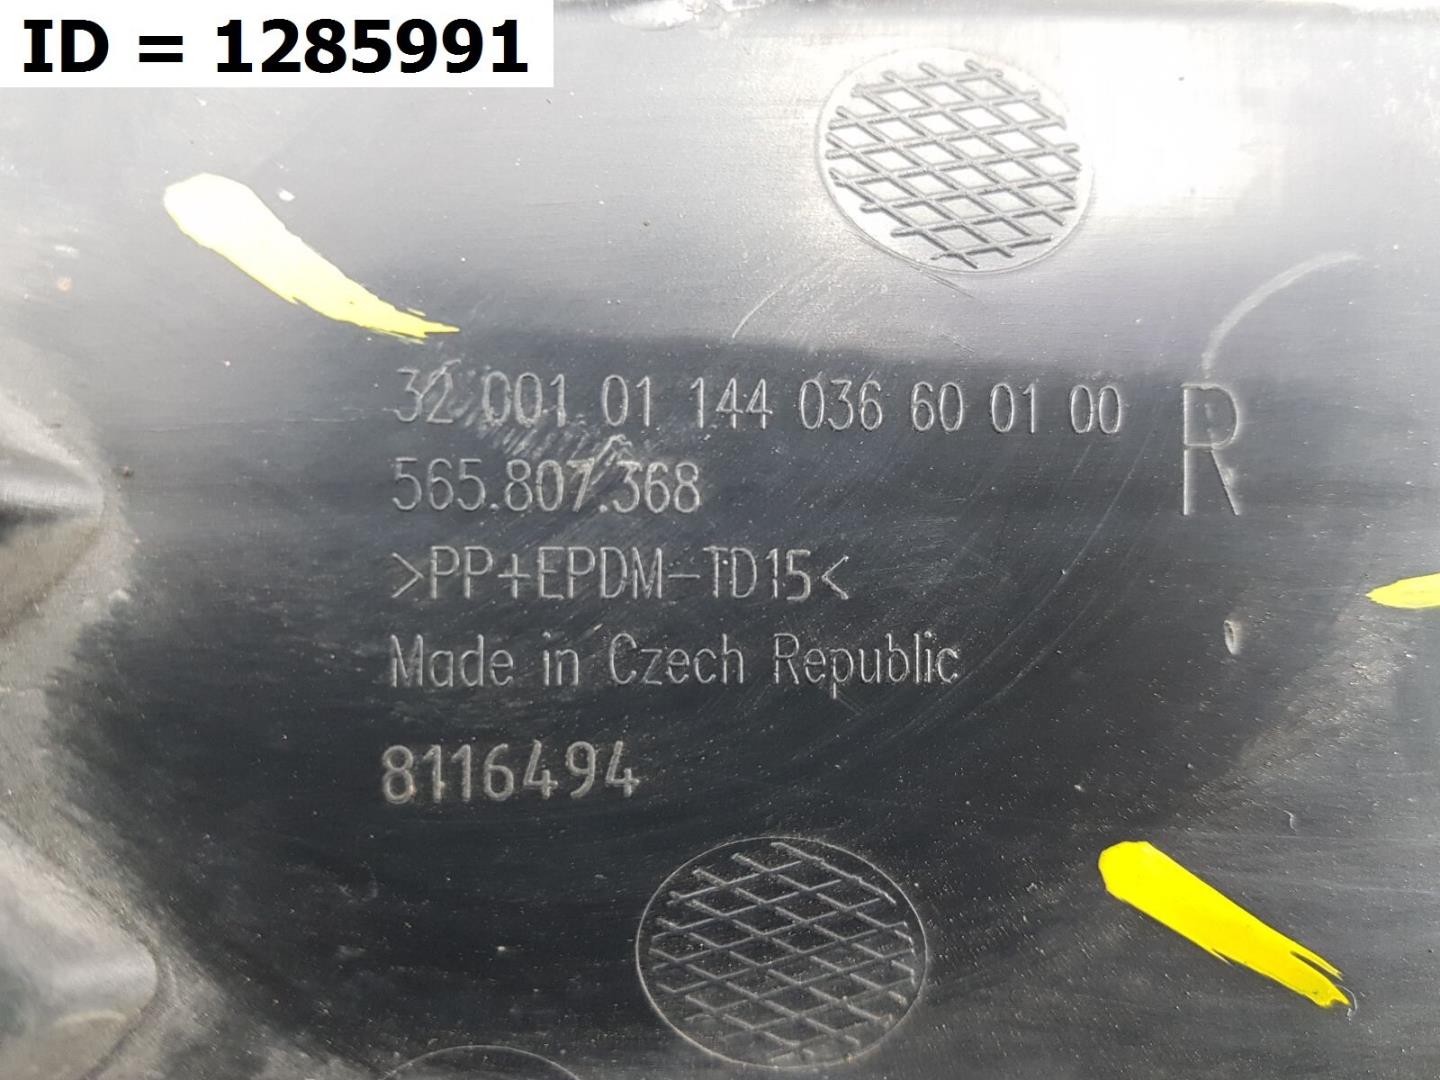 ID = 1285991
32 001 01 144 036 60 01 00 R
565.807.368
>PP+EPDM-TD15<
Made in Czech Republic
8116494